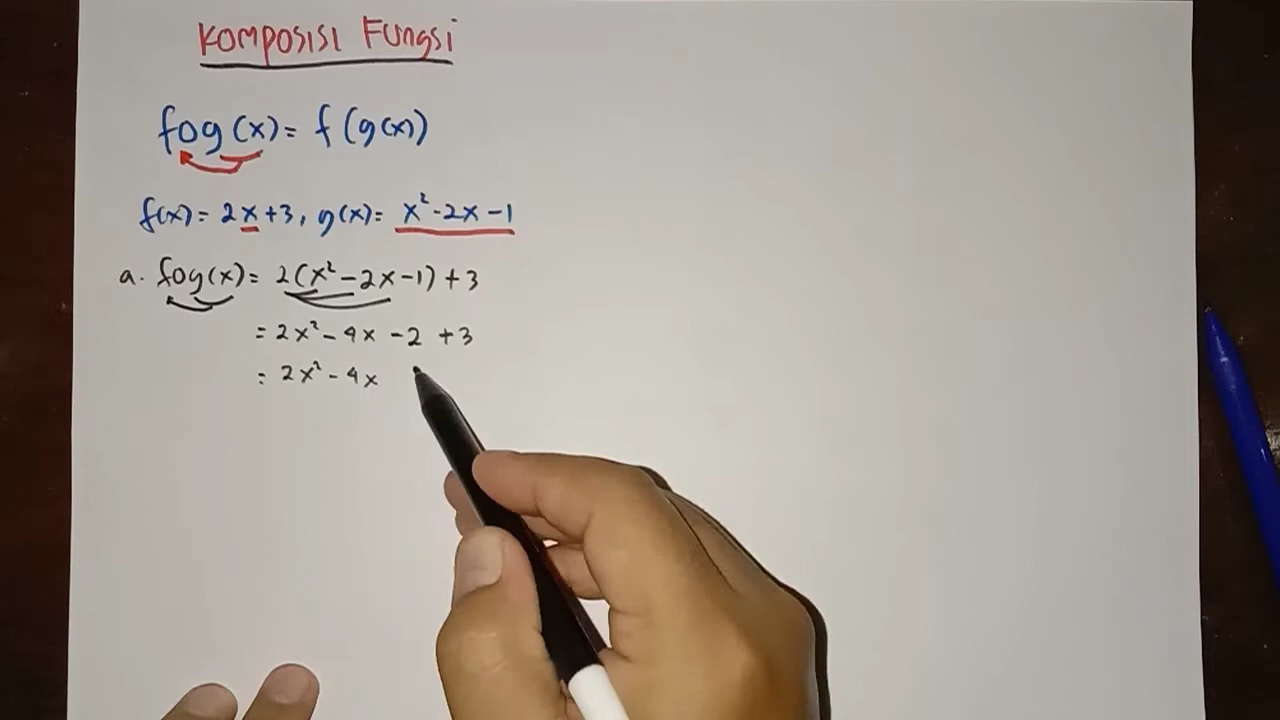 Komposisi Fungsi
fog(x) = f(g(x))
f(x) = 2x+3, g(x) = x²-2x-1
a. fog(x) = 2(x²-2x-1)+3
= 2x²-4x-2+3
= 2x²-4x